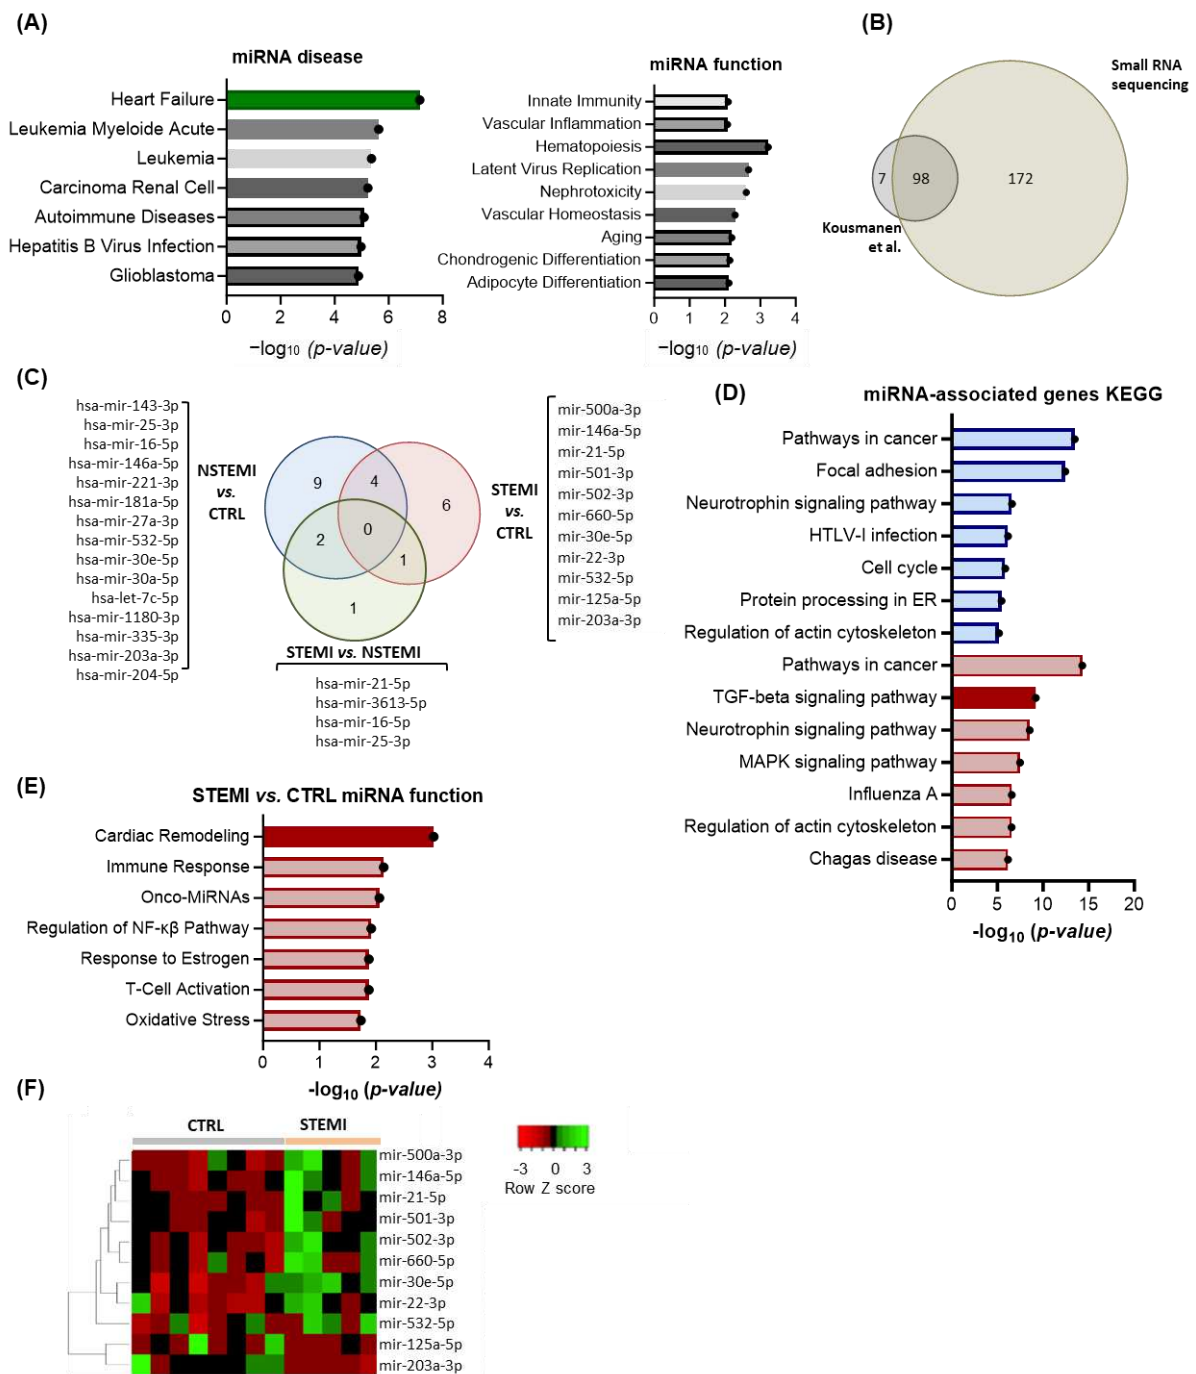 (A)
miRNA disease
Heart Failure
Leukemia Myeloide Acute
Leukemia
Carcinoma Renal Cell
Autoimmune Diseases
Hepatitis B Virus Infection
Glioblastoma
0 2 4 6 8
−log10 (p-value)
miRNA function
Innate Immunity
Vascular Inflammation
Hematopoiesis
Latent Virus Replication
Nephrotoxicity
Vascular Homeostasis
Aging
Chondrogenic Differentiation
Adipocyte Differentiation
0 1 2 3 4
−log10 (p-value)
(B)
Small RNA
sequencing
7 98 172
Kousmanen
et al.
(C)
hsa-mir-143-3p
hsa-mir-25-3p
hsa-mir-16-5p
hsa-mir-146a-5p
hsa-mir-221-3p
hsa-mir-181a-5p
hsa-mir-27a-3p
hsa-mir-532-5p
hsa-mir-30e-5p
hsa-mir-30a-5p
hsa-let-7c-5p
hsa-mir-1180-3p
hsa-mir-335-3p
hsa-mir-203a-3p
hsa-mir-204-5p
NSTEMI
vs.
CTRL
9 4 6
2 0 1
1
STEMI
vs.
CTRL
mir-500a-3p
mir-146a-5p
mir-21-5p
mir-501-3p
mir-502-3p
mir-660-5p
mir-30e-5p
mir-22-3p
mir-532-5p
mir-125a-5p
mir-203a-3p
STEMI vs. NSTEMI
hsa-mir-21-5p
hsa-mir-3613-5p
hsa-mir-16-5p
hsa-mir-25-3p
(D)
miRNA-associated genes KEGG
Pathways in cancer
Focal adhesion
Neurotrophin signaling pathway
HTLV-I infection
Cell cycle
Protein processing in ER
Regulation of actin cytoskeleton
Pathways in cancer
TGF-beta signaling pathway
Neurotrophin signaling pathway
MAPK signaling pathway
Influenza A
Regulation of actin cytoskeleton
Chagas disease
0 5 10 15 20
-log10 (p-value)
(E)
STEMI vs. CTRL miRNA function
Cardiac Remodeling
Immune Response
Onco-MiRNAs
Regulation of NF-κβ Pathway
Response to Estrogen
T-Cell Activation
Oxidative Stress
0 1 2 3 4
-log10 (p-value)
(F)
CTRL STEMI
mir-500a-3p
mir-146a-5p
mir-21-5p
mir-501-3p
mir-502-3p
mir-660-5p
mir-30e-5p
mir-22-3p
mir-532-5p
mir-125a-5p
mir-203a-3p
-3 0 3
Row Z score